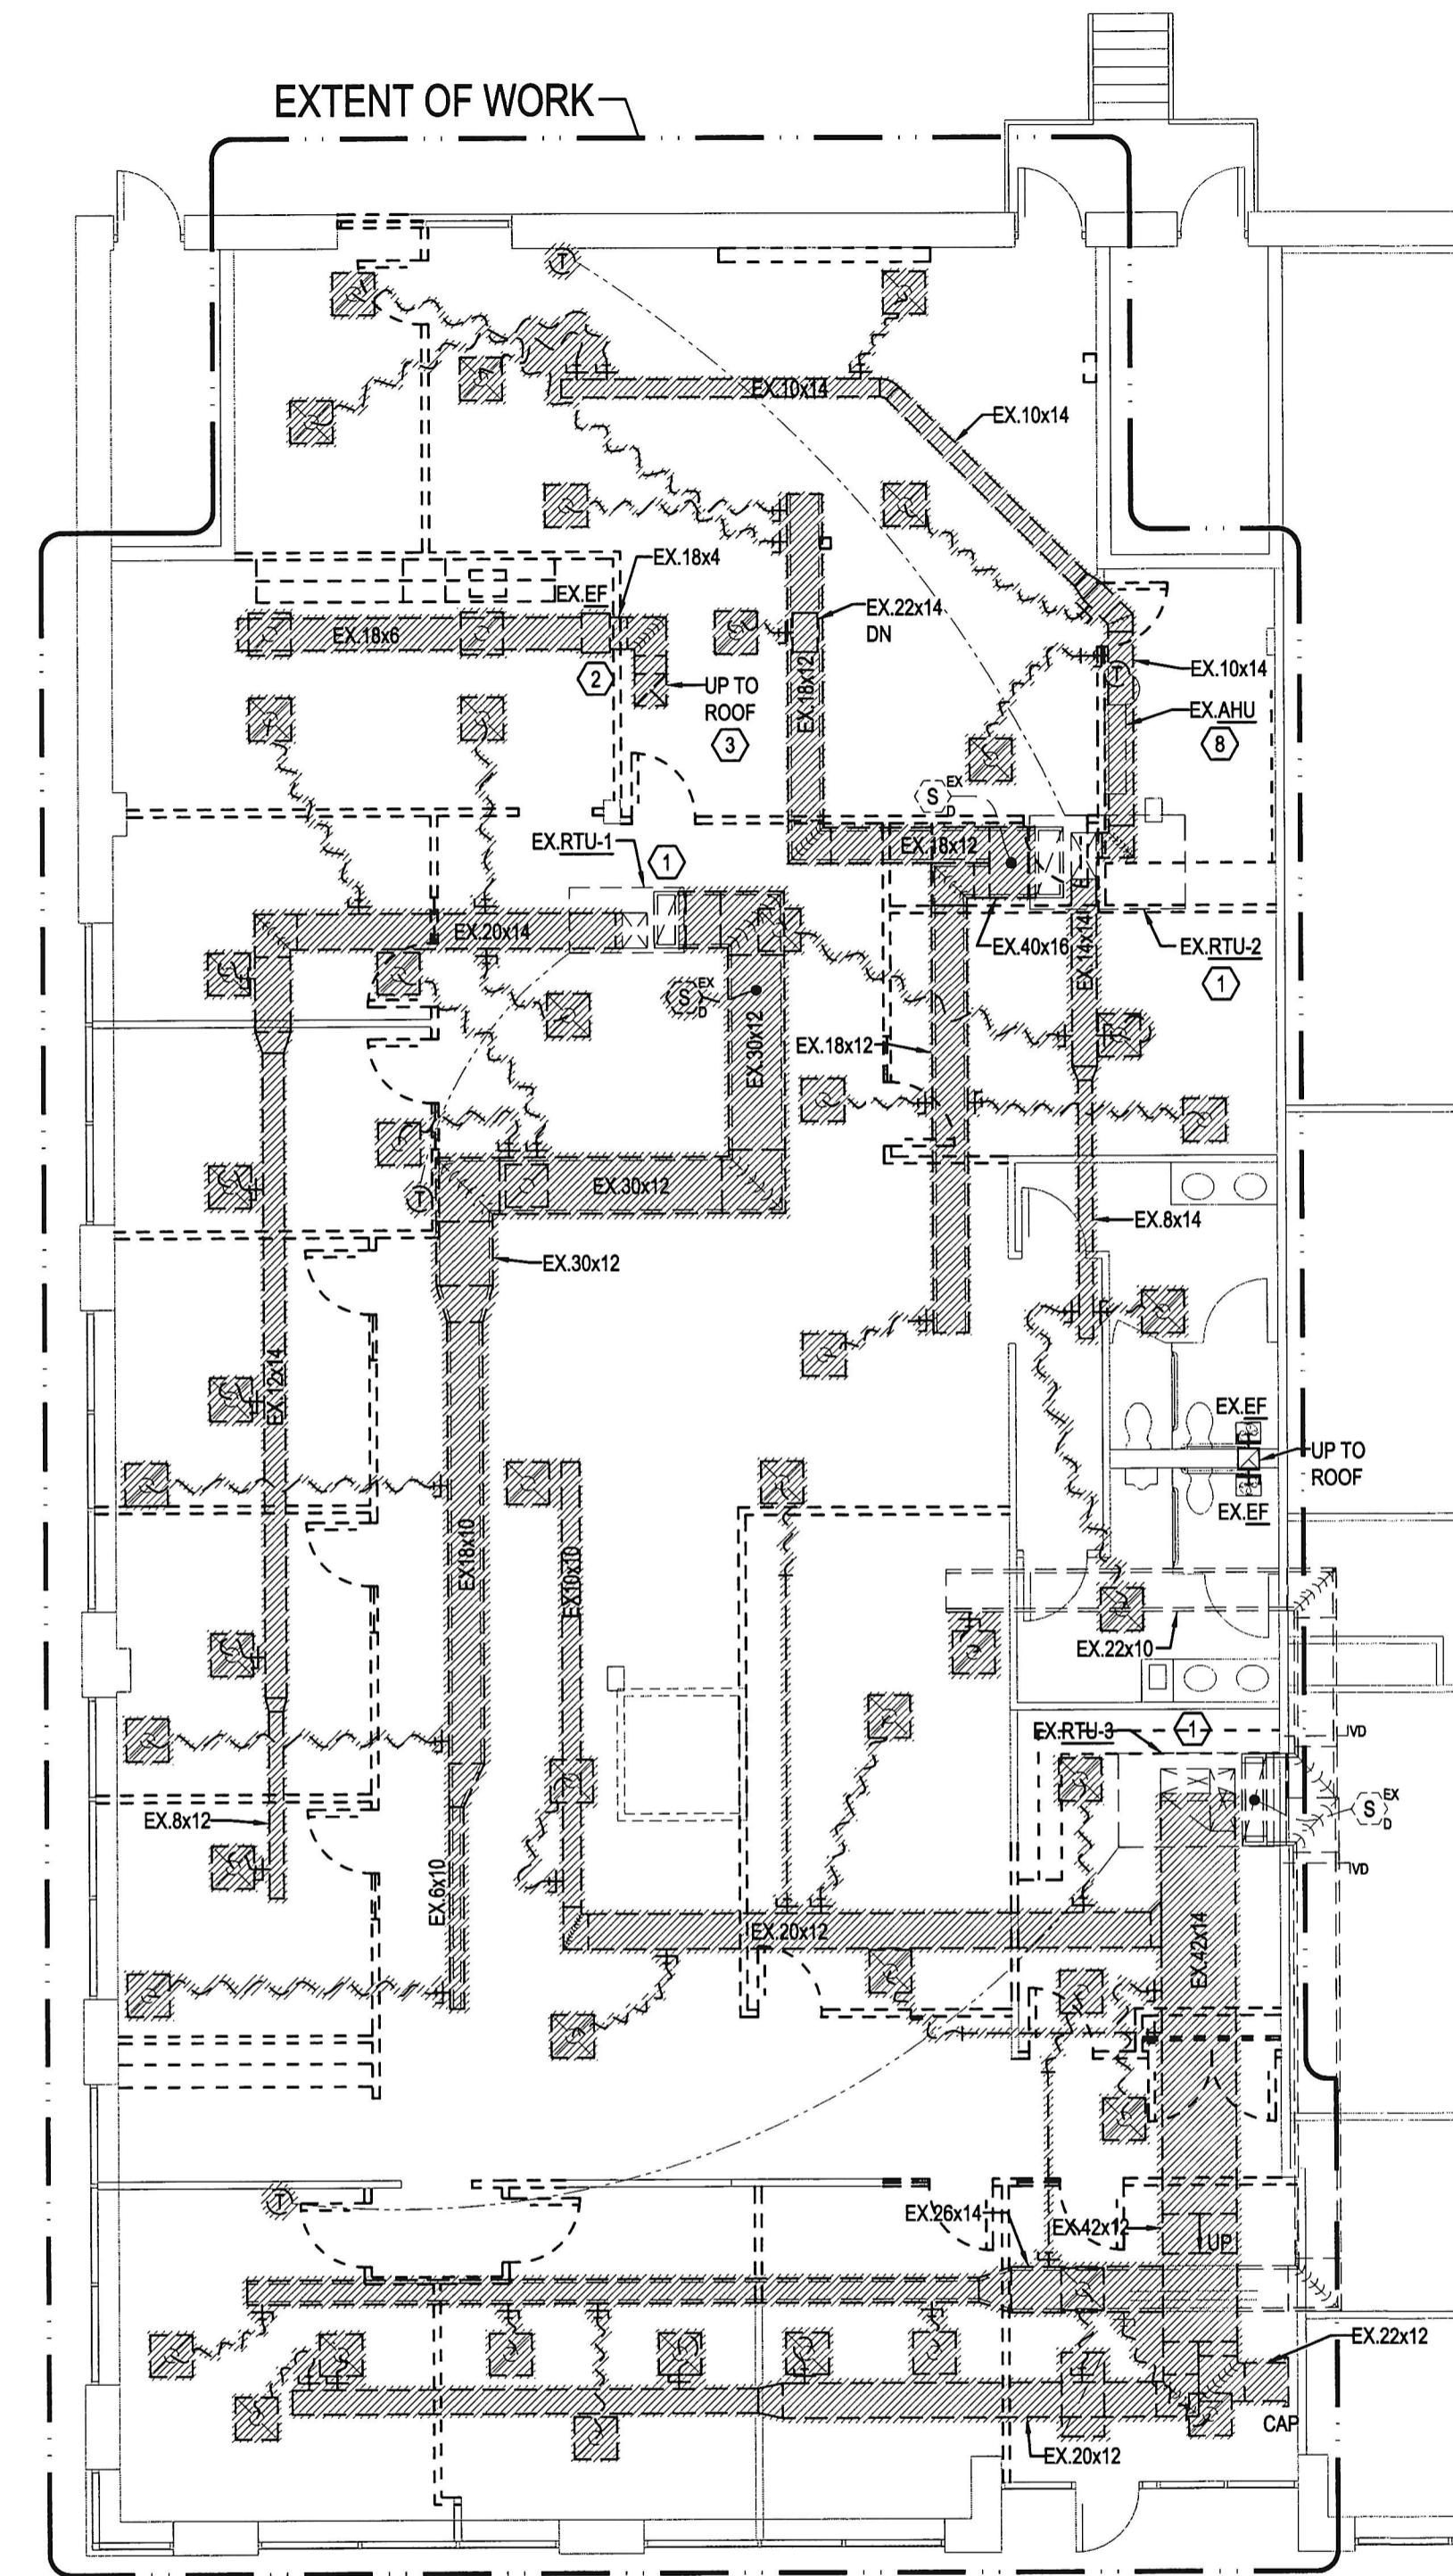 EXTENT OF WORK
T
EX.10x14
EX.10x14
EX.18x4
EX.EF
EX.22x14
DN
EX.18x6
2
UP TO
ROOF
3
EX.18x12
EX.10x14
T
EX.AHU
8
S
EX
D
EX.RTU-1
1
EX.18x12
EX.20x14
EX.40x16
EX.14x14
EX.RTU-2
1
S
EX
D
EX.30x12
EX.18x12
T
EX.30x12
EX.8x14
EX.30x12
EX.12x14
EX.EF
UP TO
ROOF
EX.EF
EX18x10
EX10x10
EX.22x10
EX.RTU-3
1
VD
S
EX
D
EX.8x12
VD
EX.6x10
EX.20x12
EX.42x14
T
EX.26x14
EX.42x12
UP
EX.22x12
CAP
EX.20x12